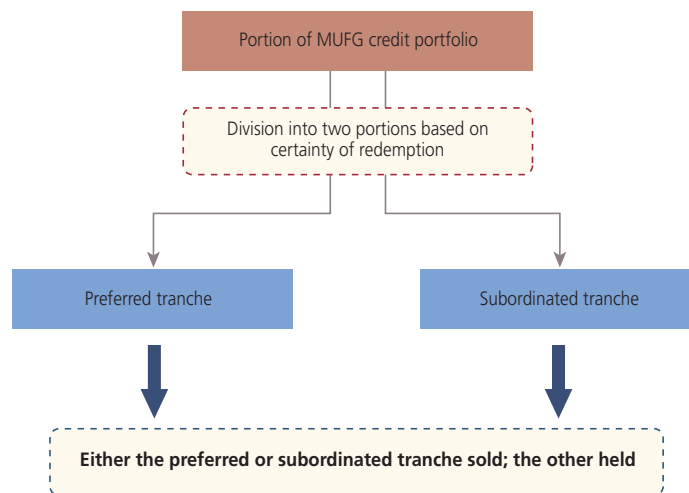 Portion of MUFG credit portfolio
Division into two portions based on
certainty of redemption
Preferred tranche
Subordinated tranche
Either the preferred or subordinated tranche sold; the other held